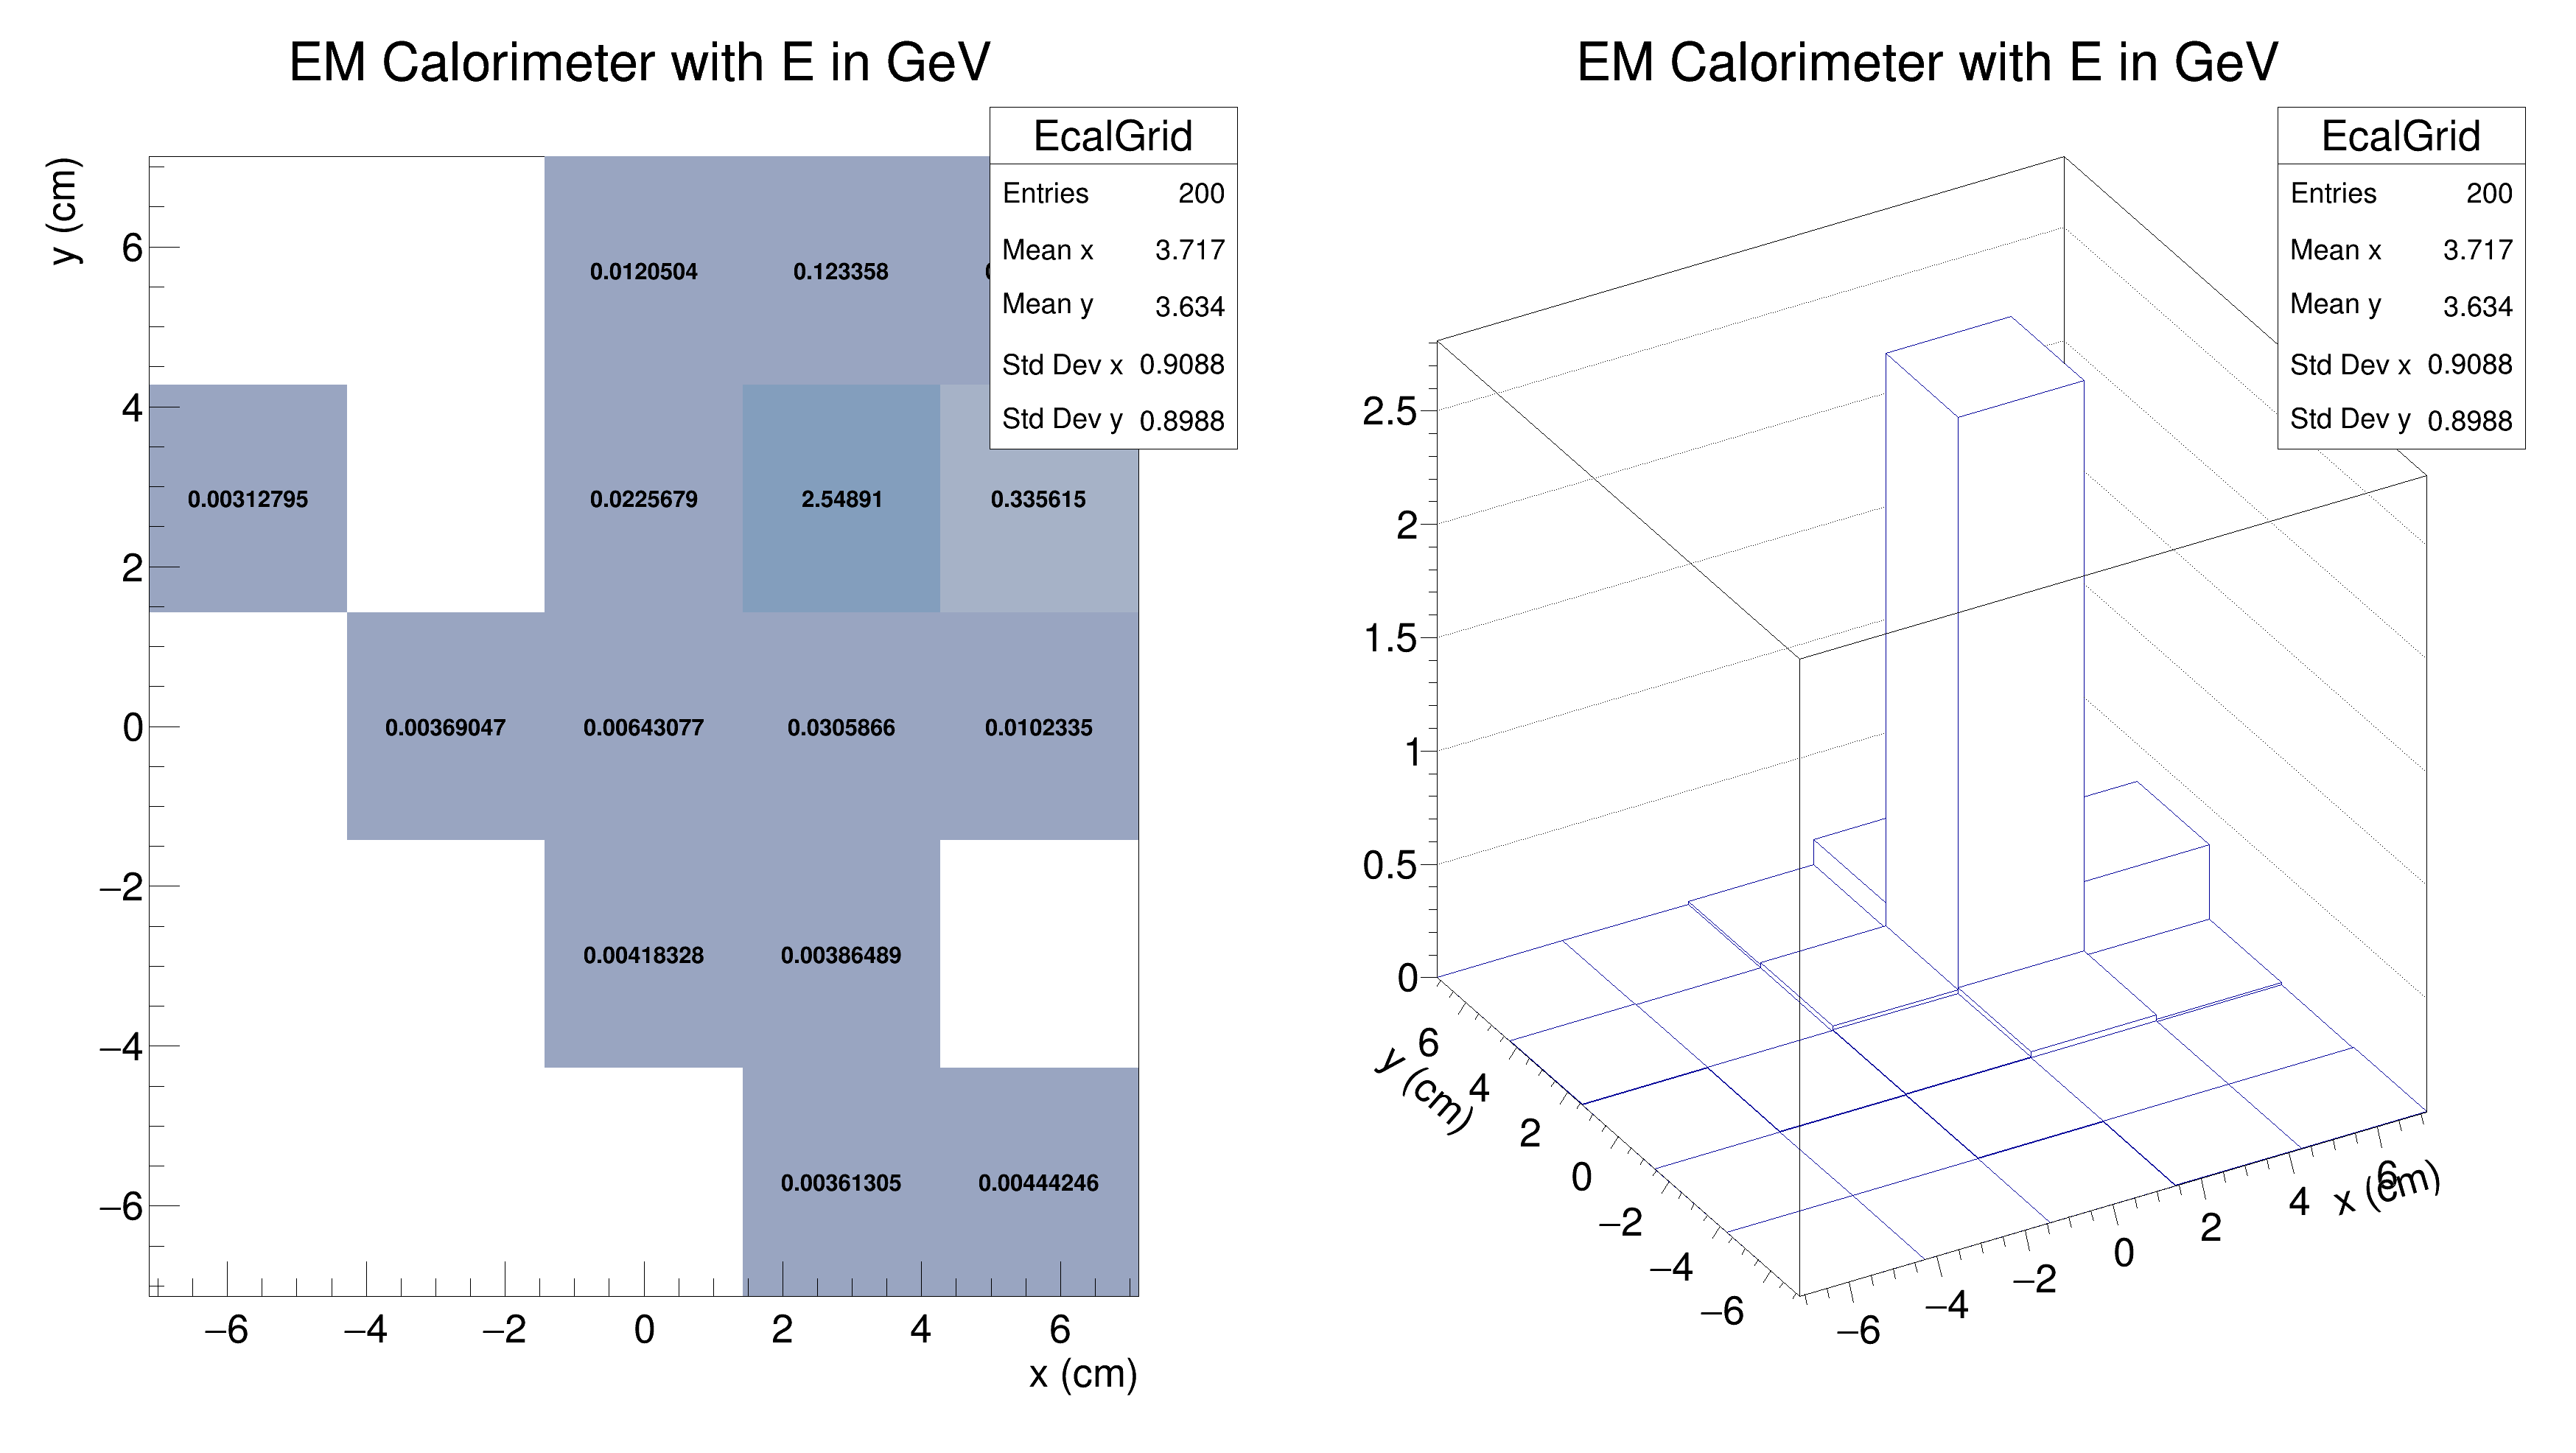 EM Calorimeter with E in GeV
EcalGrid
Entries 200
Mean x 3.717
Mean y 3.634
Std Dev x 0.9088
Std Dev y 0.8988
y (cm)
6
4
2
0
−2
−4
−6
0.0120504 0.123358
0.00312795 0.0225679 2.54891 0.335615
0.00369047 0.00643077 0.0305866 0.0102335
0.00418328 0.00386489
0.00361305 0.00444246
−6 −4 −2 0 2 4 6
x (cm)
EM Calorimeter with E in GeV
EcalGrid
Entries 200
Mean x 3.717
Mean y 3.634
Std Dev x 0.9088
Std Dev y 0.8988
2.5
2
1.5
1
0.5
0
6
4
2
0
−2
−4
−6
y (cm)
−6
−4
−2
0
2
4
6
x (cm)